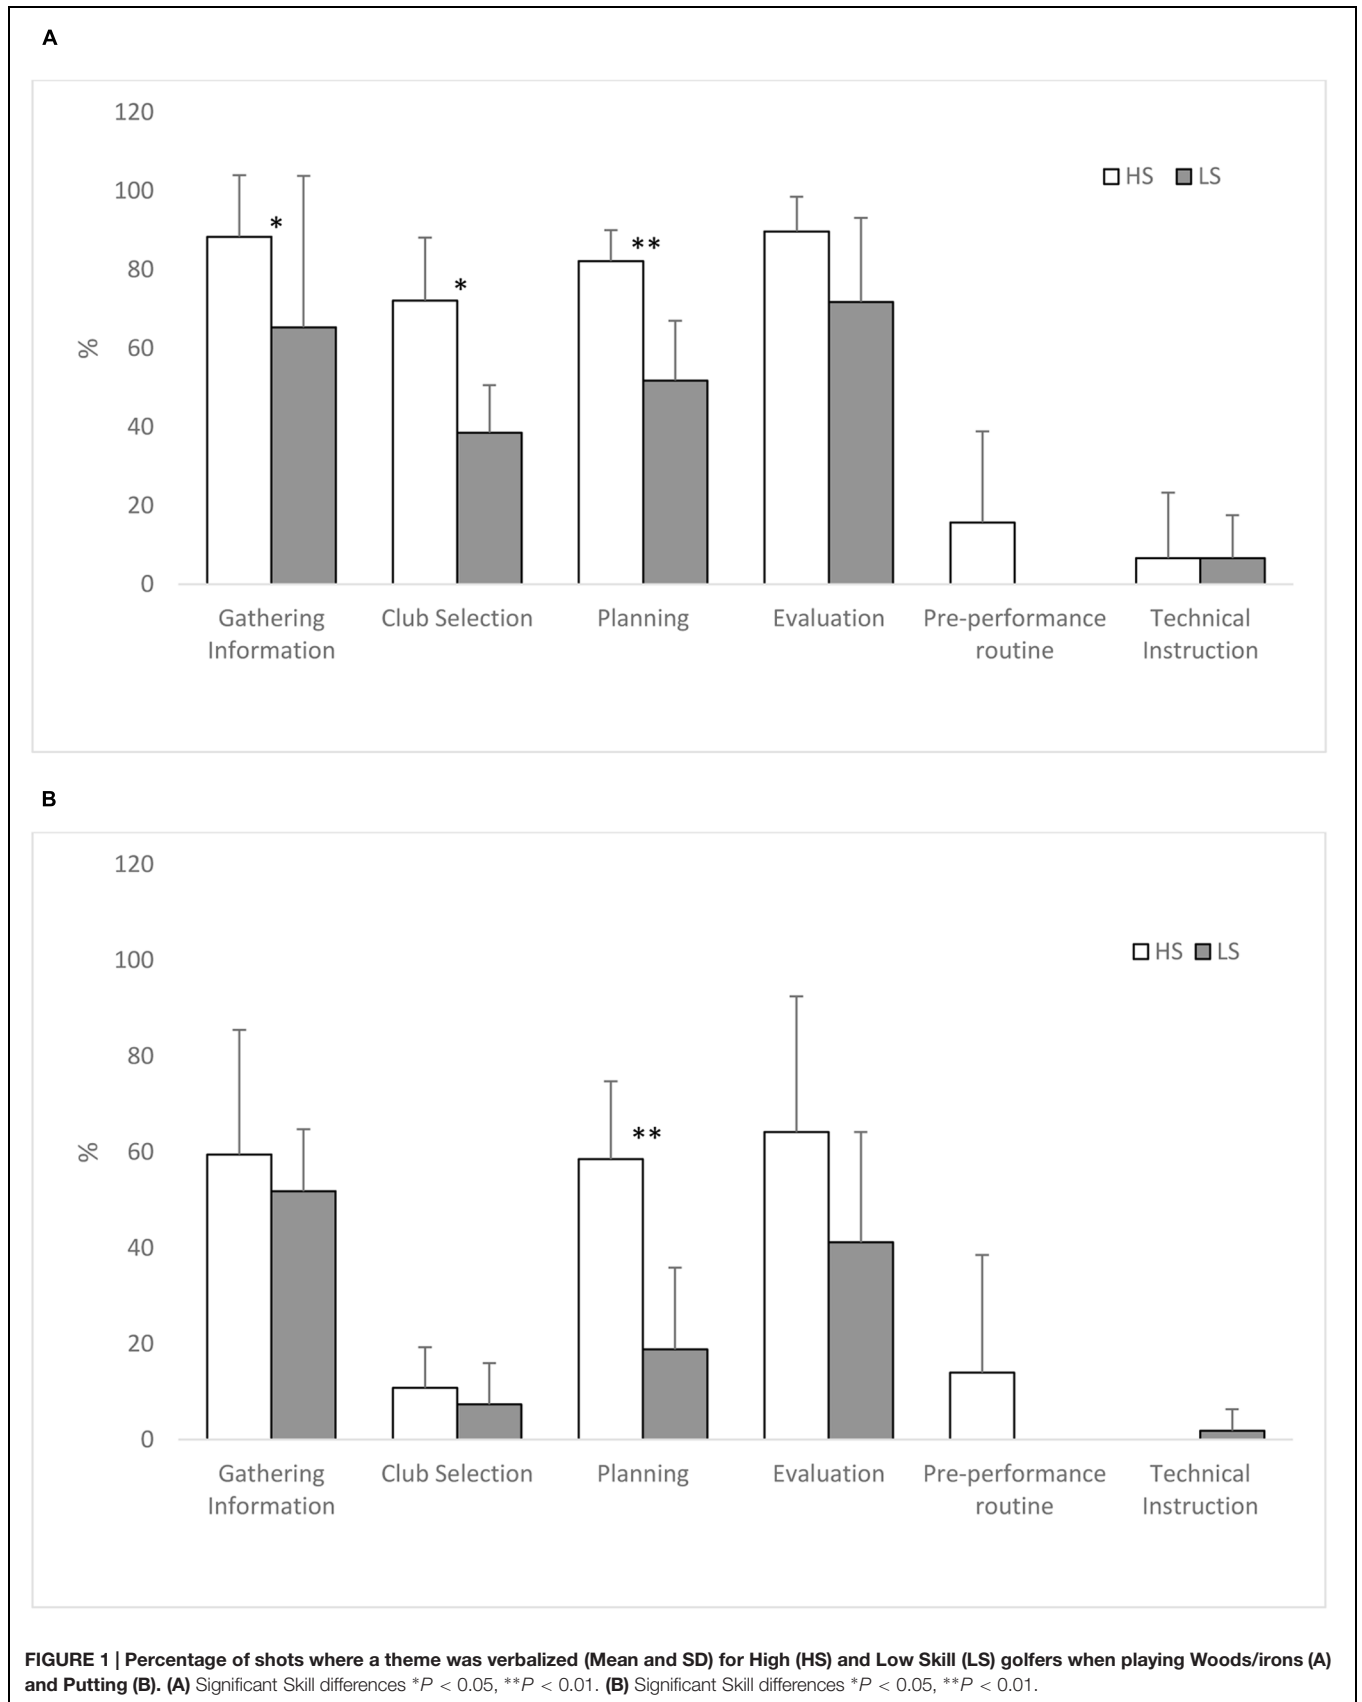 A
120
100
80
60
40
20
0
%
HS LS
*
*
**
Gathering Information
Club Selection
Planning
Evaluation
Pre-performance routine
Technical Instruction
B
120
100
80
60
40
20
0
%
HS LS
**
Gathering Information
Club Selection
Planning
Evaluation
Pre-performance routine
Technical Instruction
FIGURE 1 | Percentage of shots where a theme was verbalized (Mean and SD) for High (HS) and Low Skill (LS) golfers when playing Woods/irons (A)
and Putting (B). (A) Significant Skill differences *P < 0.05, **P < 0.01. (B) Significant Skill differences *P < 0.05, **P < 0.01.